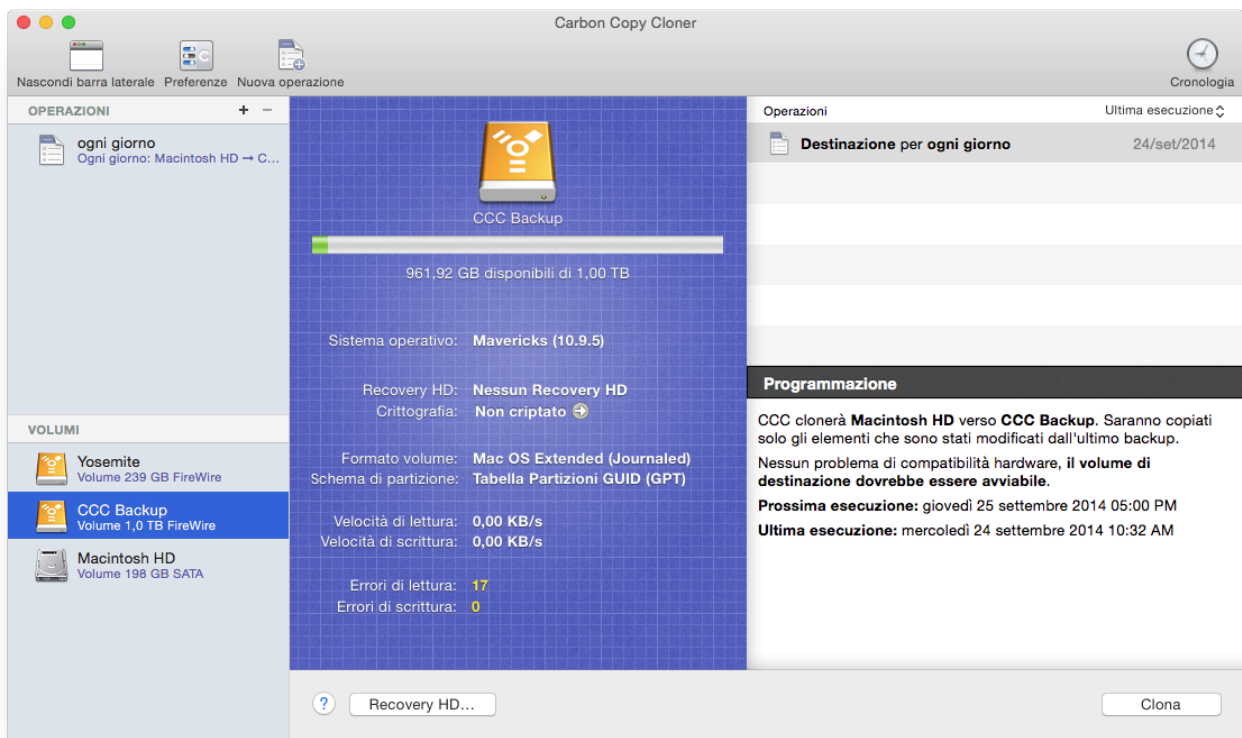 Carbon Copy Cloner
Nascondi barra laterale Preferenze Nuova operazione Cronologia
OPERAZIONI + −
ogni giorno
Ogni giorno: Macintosh HD → C...
VOLUMI
Yosemite
Volume 239 GB FireWire
CCC Backup
Volume 1,0 TB FireWire
Macintosh HD
Volume 198 GB SATA
CCC Backup
961,92 GB disponibili di 1,00 TB
Sistema operativo: Mavericks (10.9.5)
Recovery HD: Nessun Recovery HD
Crittografia: Non criptato
Formato volume: Mac OS Extended (Journaled)
Schema di partizione: Tabella Partizioni GUID (GPT)
Velocità di lettura: 0,00 KB/s
Velocità di scrittura: 0,00 KB/s
Errori di lettura: 17
Errori di scrittura: 0
Operazioni Ultima esecuzione
Destinazione per ogni giorno 24/set/2014
Programmazione
CCC clonerà Macintosh HD verso CCC Backup. Saranno copiati
solo gli elementi che sono stati modificati dall'ultimo backup.
Nessun problema di compatibilità hardware, il volume di
destinazione dovrebbe essere avviabile.
Prossima esecuzione: giovedì 25 settembre 2014 05:00 PM
Ultima esecuzione: mercoledì 24 settembre 2014 10:32 AM
? Recovery HD... Clona